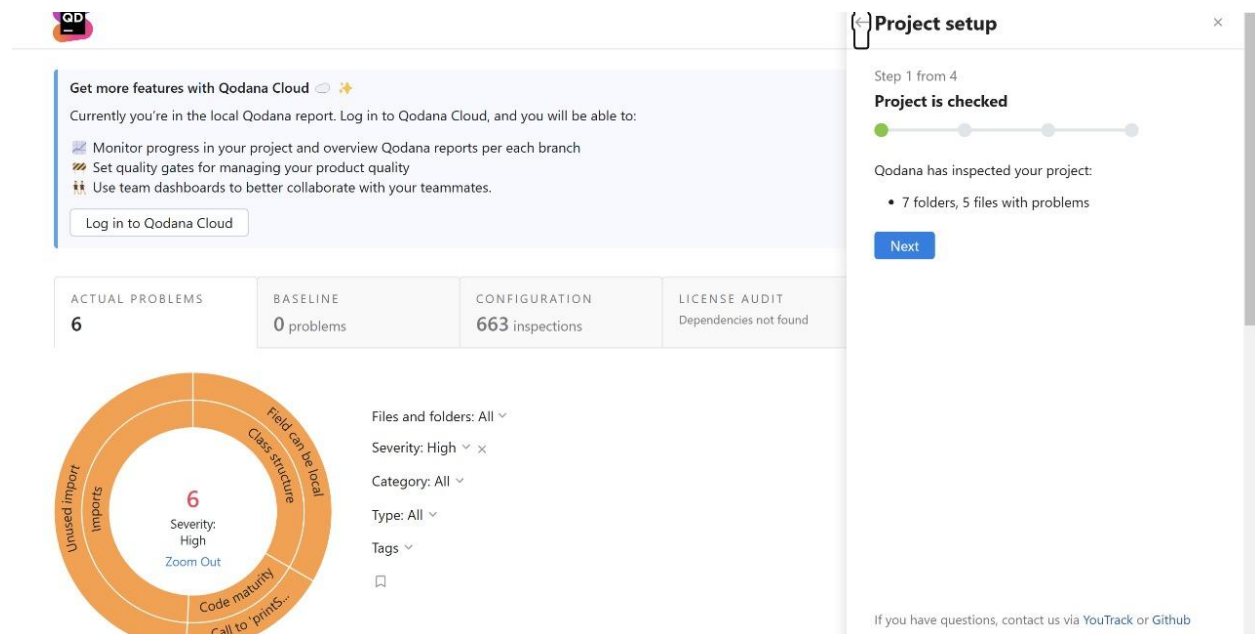 QD
Get more features with Qodana Cloud
Currently you're in the local Qodana report. Log in to Qodana Cloud, and you will be able to:
Monitor progress in your project and overview Qodana reports per each branch
Set quality gates for managing your product quality
Use team dashboards to better collaborate with your teammates.
Log in to Qodana Cloud
ACTUAL PROBLEMS
6
BASELINE
0 problems
CONFIGURATION
663 inspections
LICENSE AUDIT
Dependencies not found
Field can be local
Class structure
Unused import
Imports
6
Severity:
High
Zoom Out
Code maturity
Call to 'printS...
Files and folders: All
Severity: High
Category: All
Type: All
Tags
Project setup
Step 1 from 4
Project is checked
Qodana has inspected your project:
• 7 folders, 5 files with problems
Next
If you have questions, contact us via YouTrack or Github